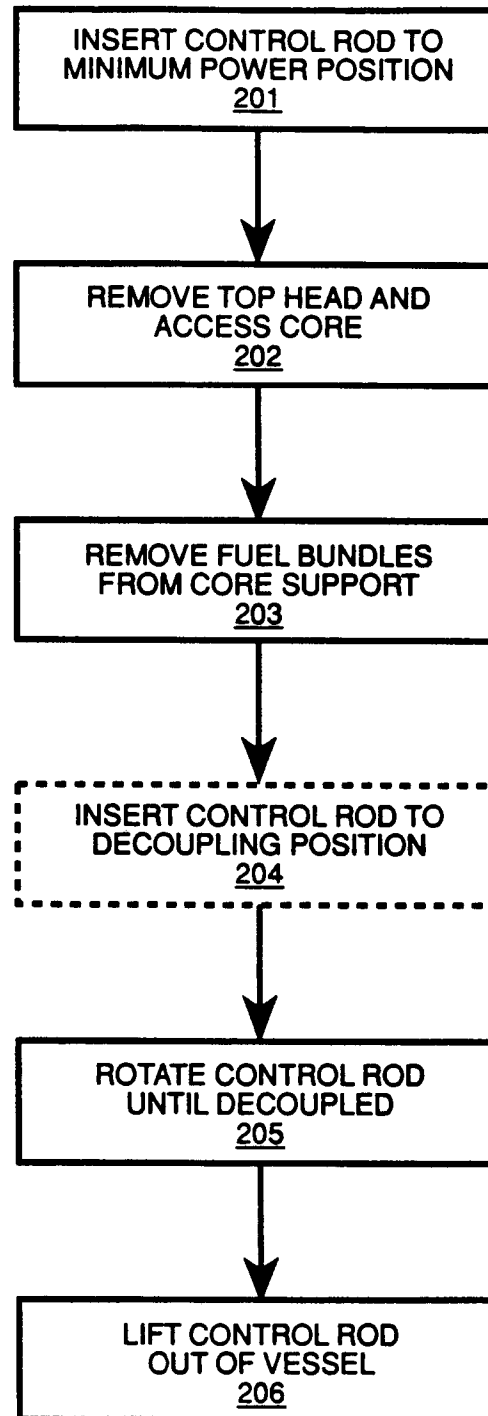 INSERT CONTROL ROD TO
MINIMUM POWER POSITION
201
REMOVE TOP HEAD AND
ACCESS CORE
202
REMOVE FUEL BUNDLES
FROM CORE SUPPORT
203
INSERT CONTROL ROD TO
DECOUPLING POSITION
204
ROTATE CONTROL ROD
UNTIL DECOUPLED
205
LIFT CONTROL ROD
OUT OF VESSEL
206